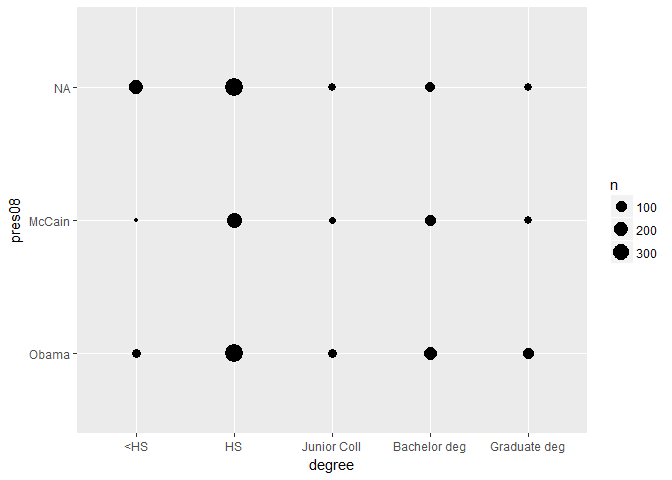 NA
McCain
Obama
pres08
<HS
HS
Junior Coll
Bachelor deg
Graduate deg
degree
n
100
200
300